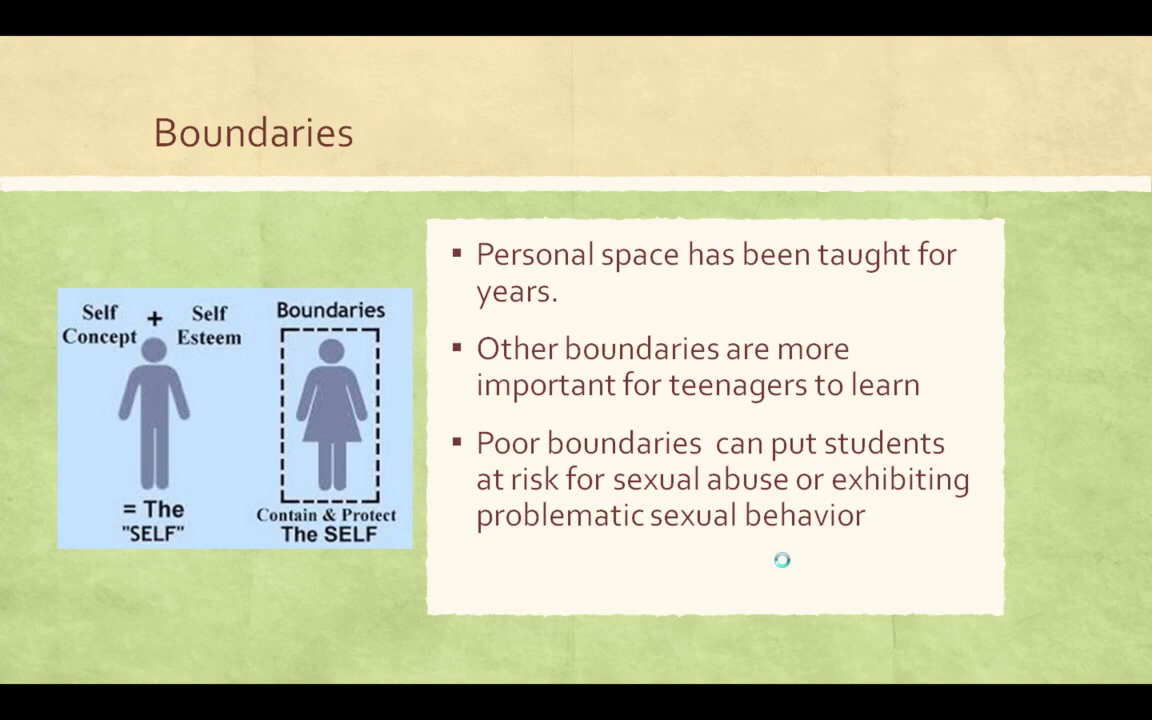 Boundaries
Self + Self
Concept Esteem
= The
"SELF"
Boundaries
Contain & Protect
The SELF
▪ Personal space has been taught for
years.
▪ Other boundaries are more
important for teenagers to learn
▪ Poor boundaries can put students
at risk for sexual abuse or exhibiting
problematic sexual behavior